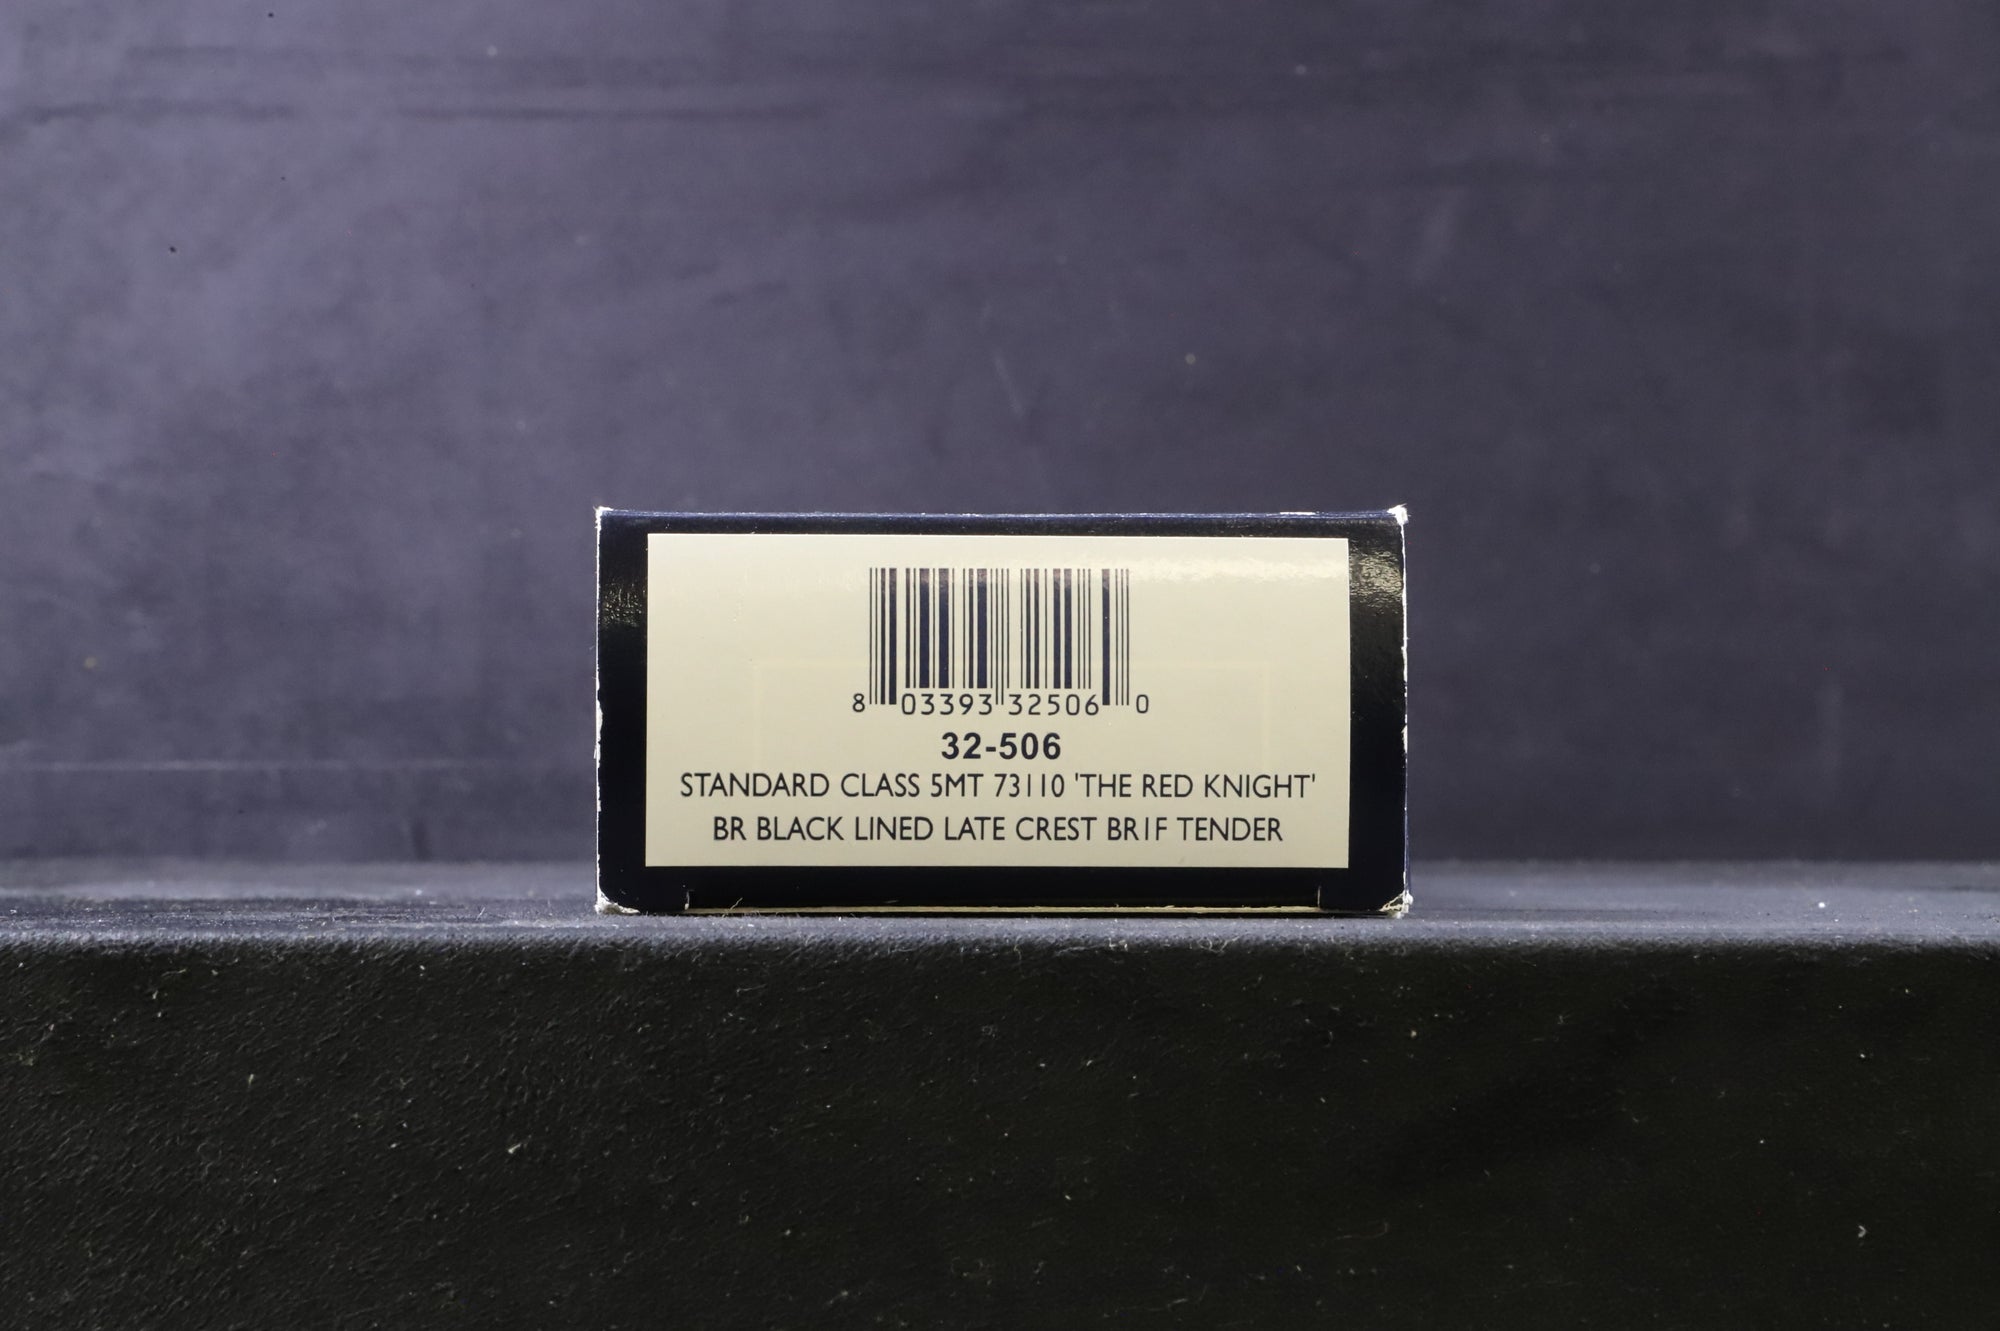 8 03393 32506 0
32-506
STANDARD CLASS 5MT 73110 'THE RED KNIGHT'
BR BLACK LINED LATE CREST BR1F TENDER